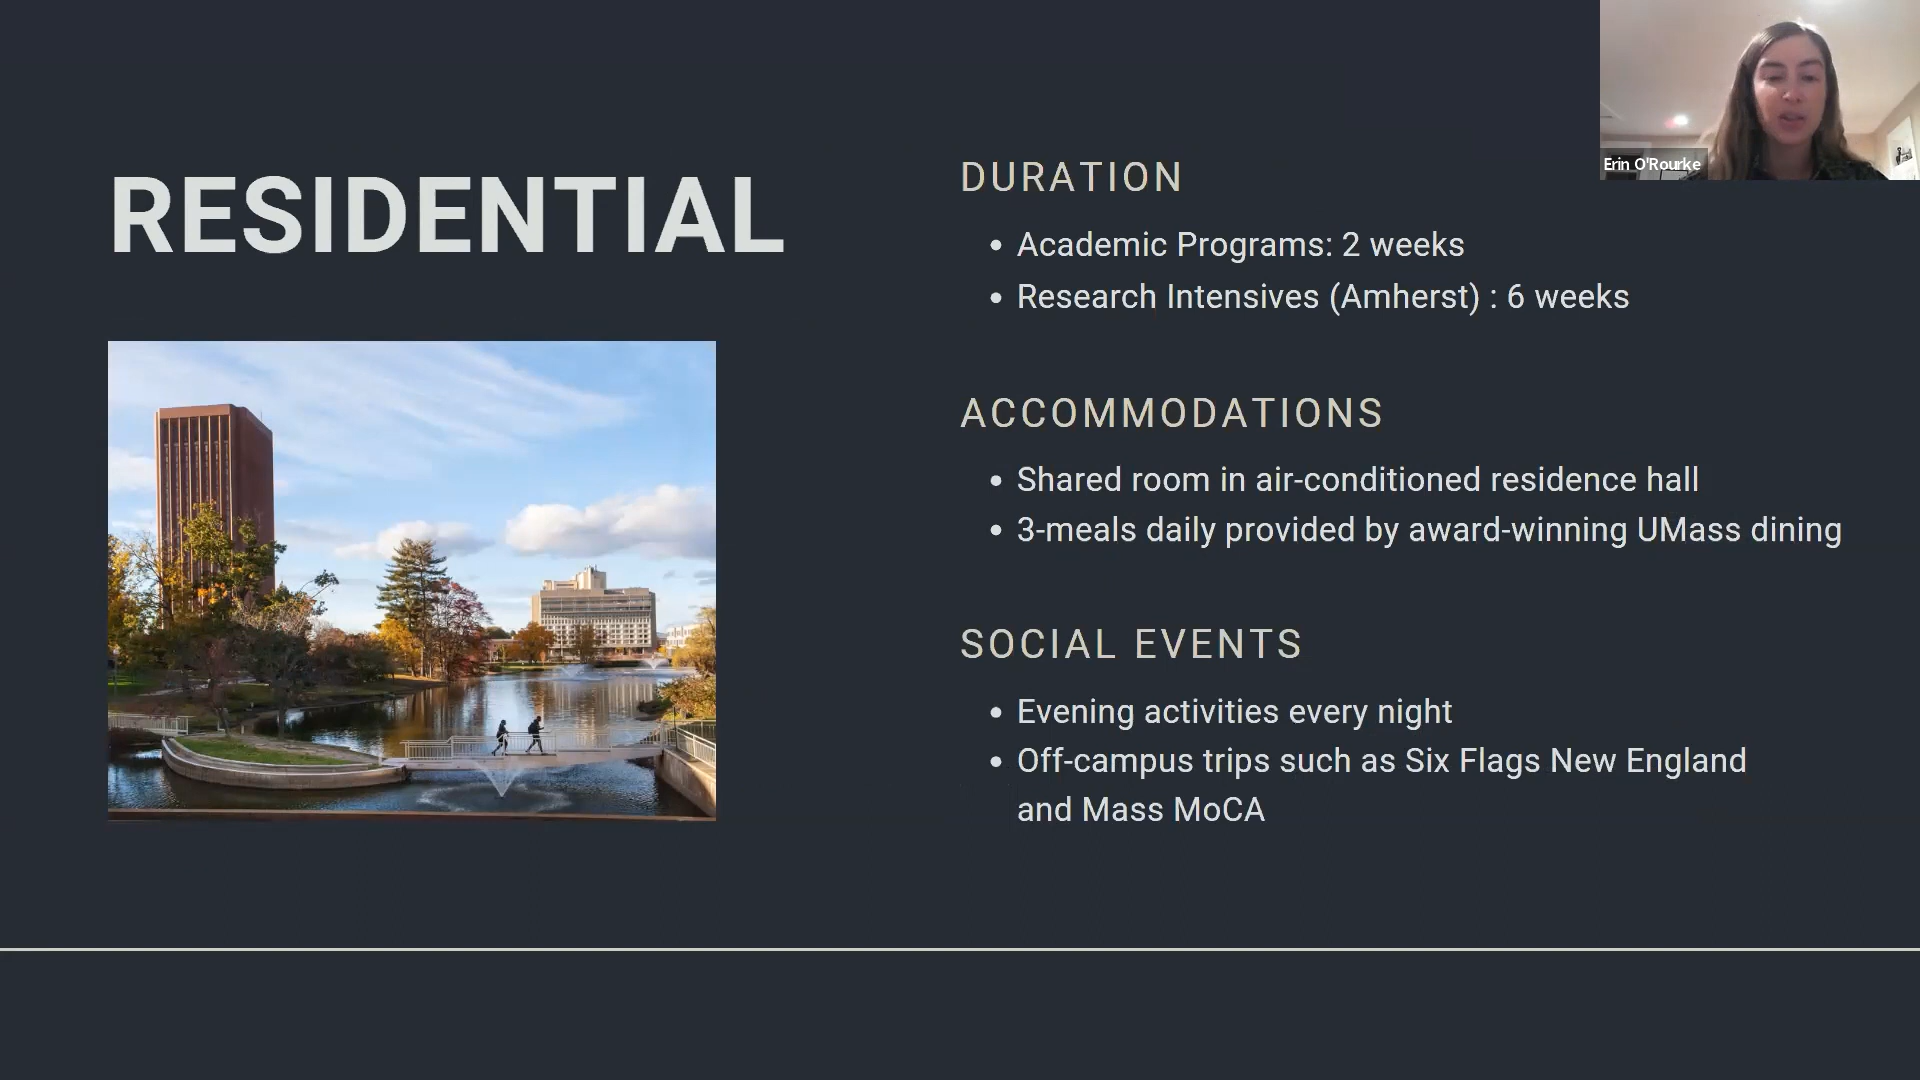 Erin O'Rourke
RESIDENTIAL
DURATION
• Academic Programs: 2 weeks
• Research Intensives (Amherst) : 6 weeks
ACCOMMODATIONS
• Shared room in air-conditioned residence hall
• 3-meals daily provided by award-winning UMass dining
SOCIAL EVENTS
• Evening activities every night
• Off-campus trips such as Six Flags New England
and Mass MoCA